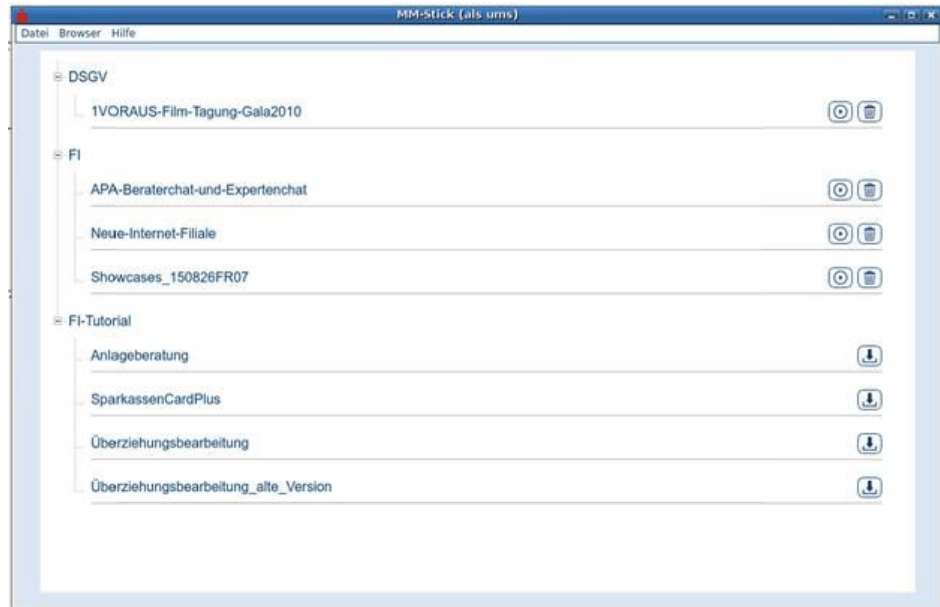 MM-Stick (als ums)
Datei Browser Hilfe
DSGV
1VORAUS-Film-Tagung-Gala2010
FI
APA-Beraterchat-und-Expertenchat
Neue-Internet-Filiale
Showcases_150826FR07
FI-Tutorial
Anlageberatung
SparkassenCardPlus
Überziehungsbearbeitung
Überziehungsbearbeitung_alte_Version